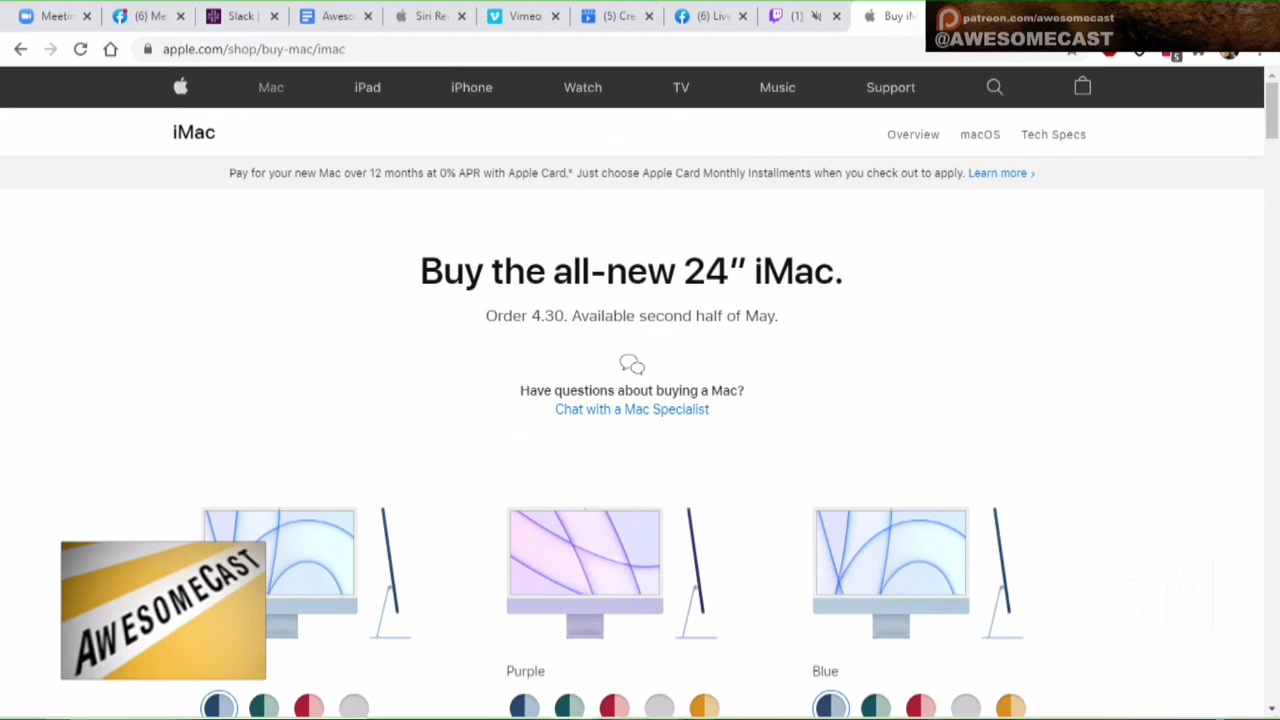 Meetin
(6) Me
Slack |
Aweso
Siri Re
Vimeo
(5) Cre
(6) Live
(1)
Buy iM
patreon.com/awesomecast
@AWESOMECAST
apple.com/shop/buy-mac/imac
5
Mac
iPad
iPhone
Watch
TV
Music
Support
iMac
Overview
macOS
Tech Specs
Pay for your new Mac over 12 months at 0% APR with Apple Card.* Just choose Apple Card Monthly Installments when you check out to apply. Learn more ›
Buy the all-new 24″ iMac.
Order 4.30. Available second half of May.
Have questions about buying a Mac?
Chat with a Mac Specialist
AWESOMECAST
Purple
Blue